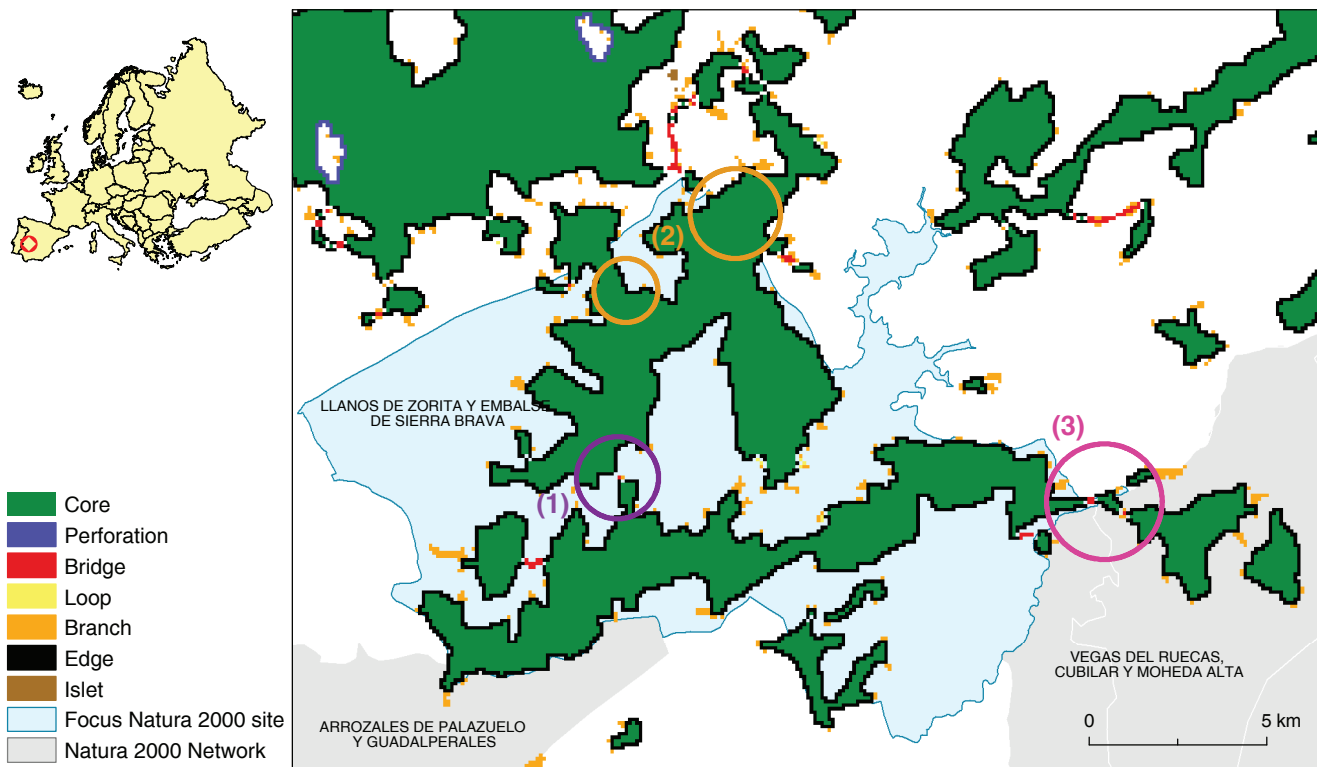 Core
Perforation
Bridge
Loop
Branch
Edge
Islet
Focus Natura 2000 site
Natura 2000 Network
(2)
LLANOS DE ZORITA Y EMBALSE
DE SIERRA BRAVA
(3)
(1)
VEGAS DEL RUECAS,
CUBILAR Y MOHEDA ALTA
ARROZALES DE PALAZUELO
Y GUADALPERALES
0 5 km